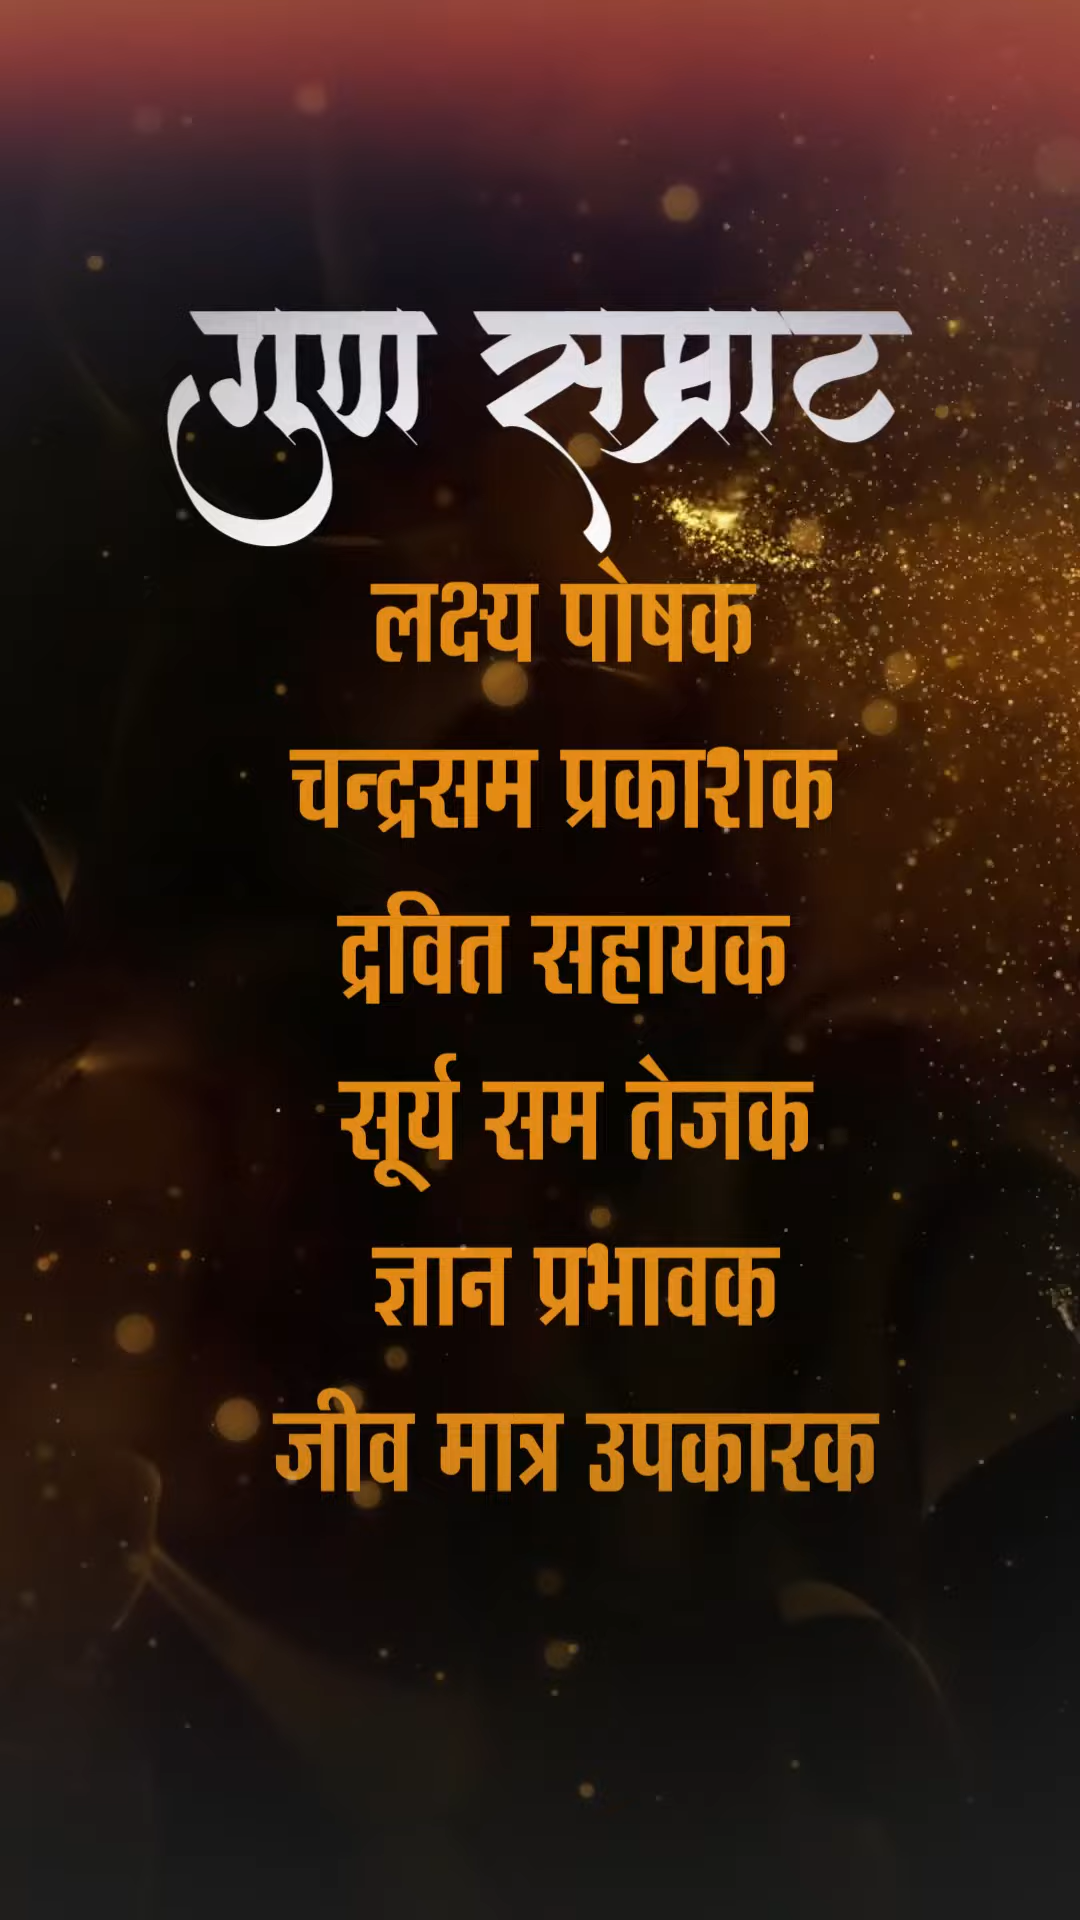 गुण सम्राट
लक्ष्य पोषक
चन्द्रसम प्रकाशक
द्रवित सहायक
सूर्य सम तेजक
ज्ञान प्रभावक
जीव मात्र उपकारक